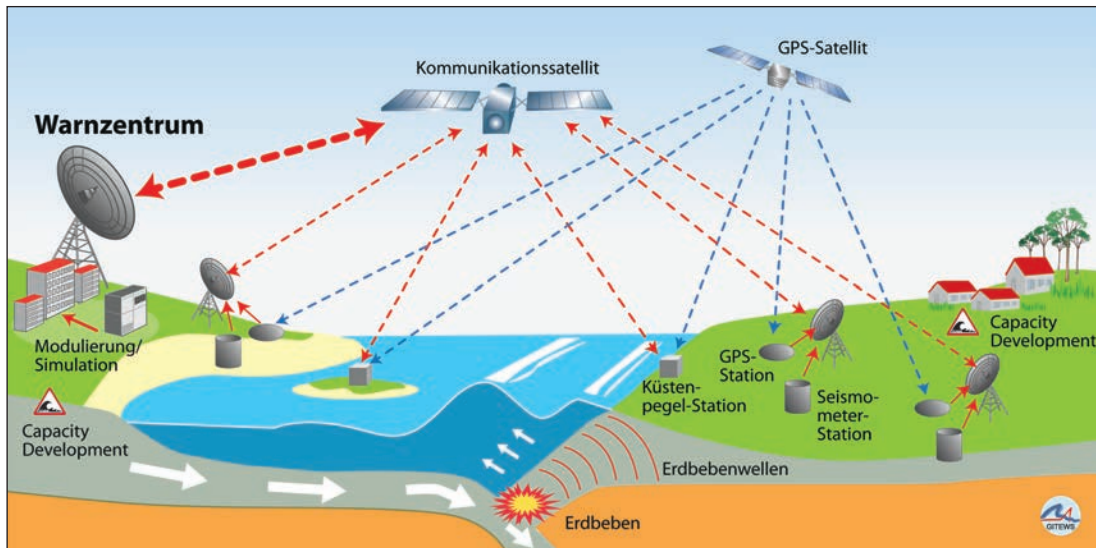 GPS-Satellit
Kommunikationssatellit
Warnzentrum
Modulierung/
Simulation
Capacity
Development
GPS-
Station
Küsten-
pegel-Station
Seismo-
meter-
Station
Capacity
Development
Erdbebenwellen
Erdbeben
GITEWS